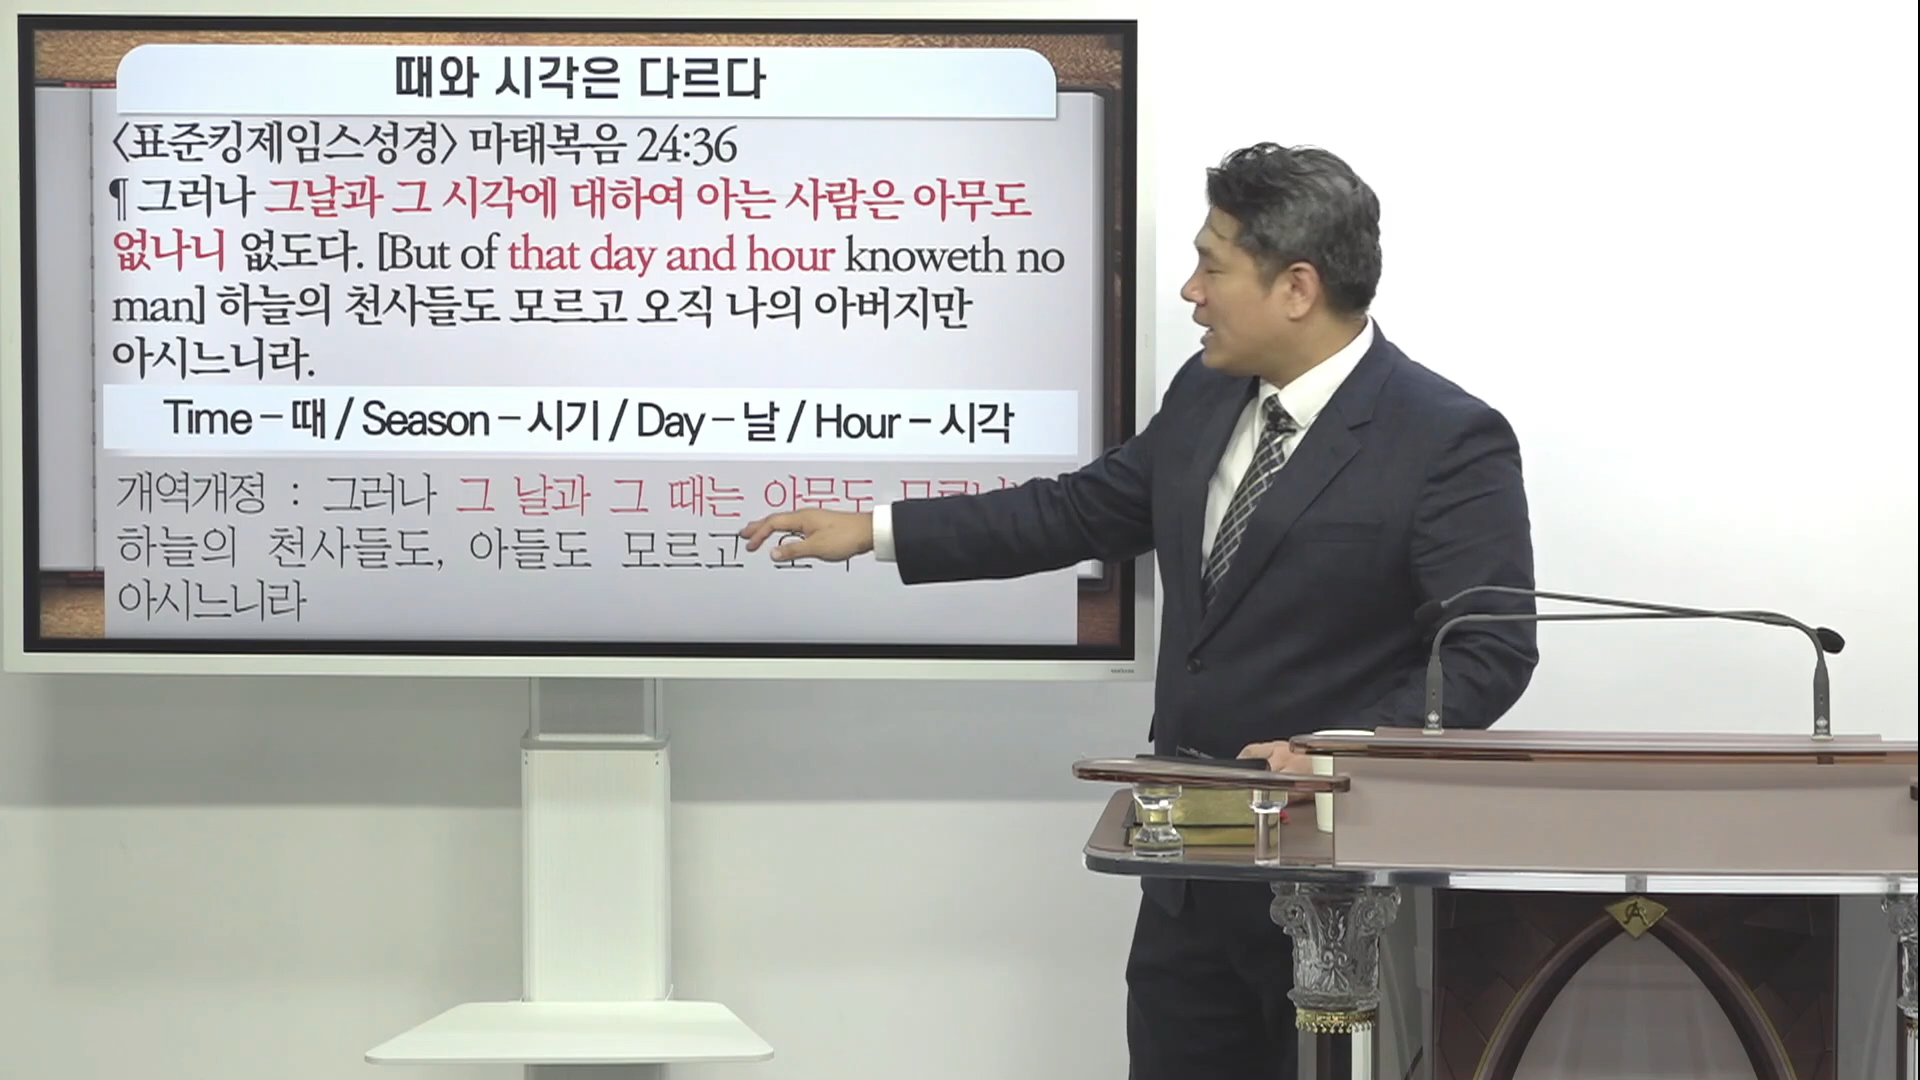 때와 시각은 다르다
<표준킹제임스성경> 마태복음 24:36
¶ 그러나 그날과 그 시각에 대하여 아는 사람은 아무도
없나니 없도다. [But of that day and hour knoweth no
man] 하늘의 천사들도 모르고 오직 나의 아버지만
아시느니라.
Time – 때 / Season – 시기 / Day – 날 / Hour – 시각
개역개정 : 그러나 그 날과 그 때는 아무도
하늘의 천사들도, 아들도 모르고
아시느니라